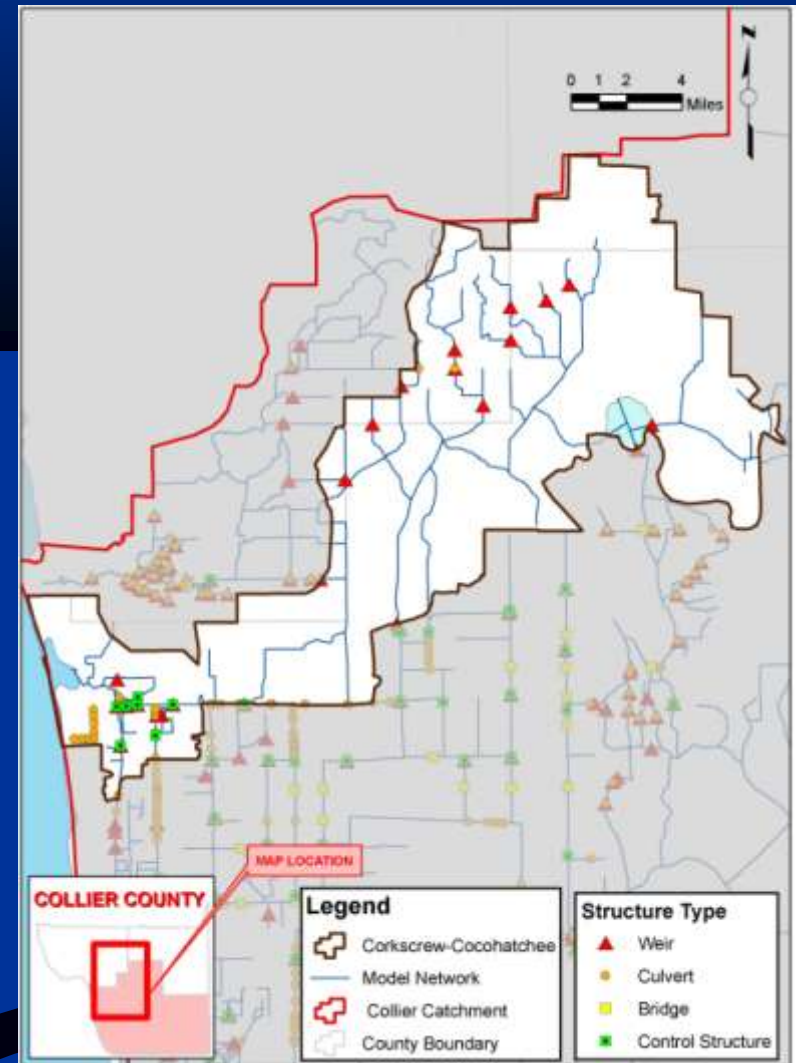 N
0 1 2 4
Miles
MAP LOCATION
COLLIER COUNTY
Legend
Corkscrew-Cocohatchee
Model Network
Collier Catchment
County Boundary
Structure Type
Weir
Culvert
Bridge
Control Structure